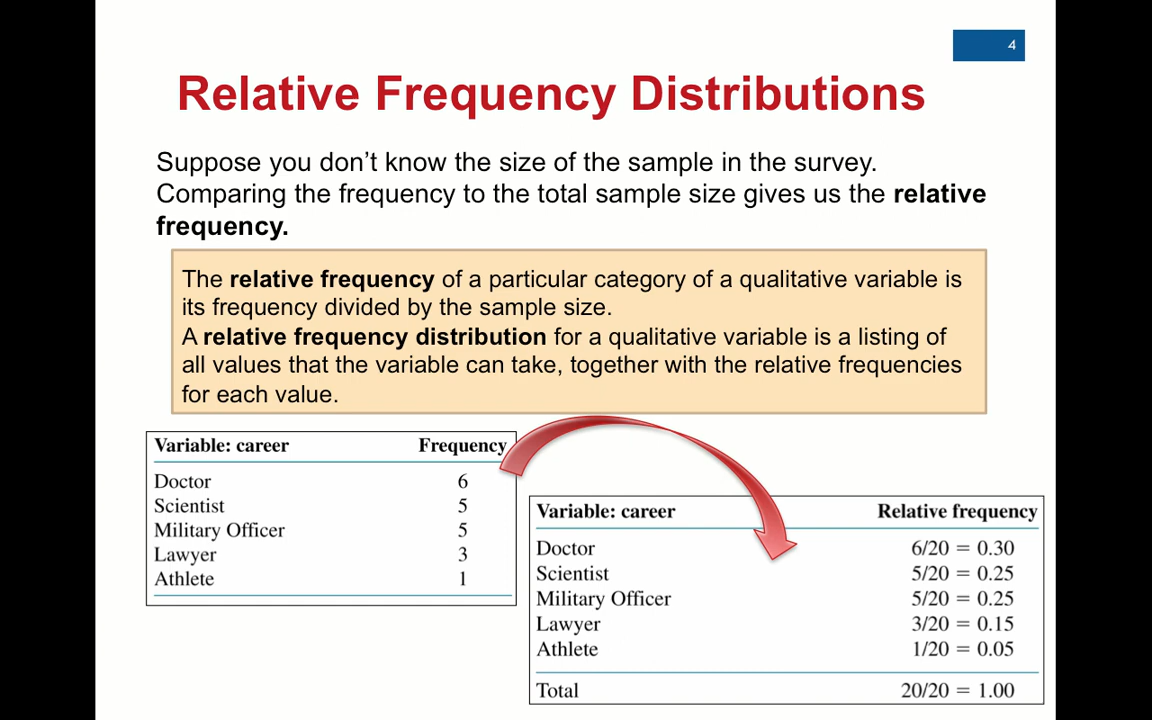 4
Relative Frequency Distributions
Suppose you don’t know the size of the sample in the survey.
Comparing the frequency to the total sample size gives us the relative
frequency.
The relative frequency of a particular category of a qualitative variable is
its frequency divided by the sample size.
A relative frequency distribution for a qualitative variable is a listing of
all values that the variable can take, together with the relative frequencies
for each value.
Variable: career Frequency
Doctor 6
Scientist 5
Military Officer 5
Lawyer 3
Athlete 1
Variable: career Relative frequency
Doctor 6/20 = 0.30
Scientist 5/20 = 0.25
Military Officer 5/20 = 0.25
Lawyer 3/20 = 0.15
Athlete 1/20 = 0.05
Total 20/20 = 1.00